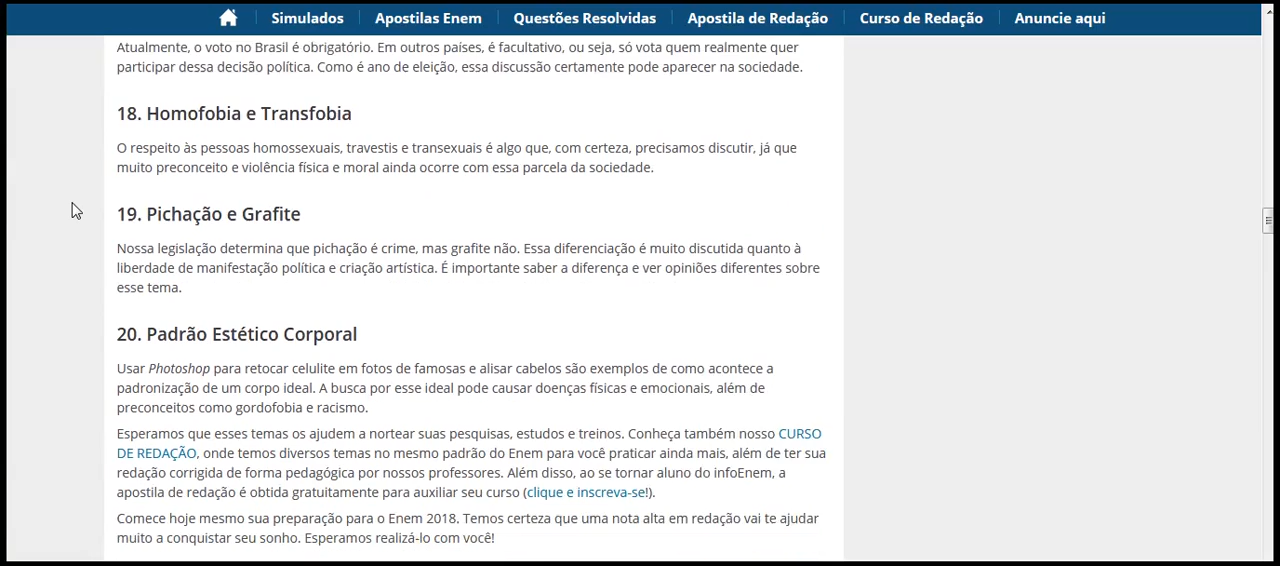 Simulados Apostilas Enem Questões Resolvidas Apostila de Redação Curso de Redação Anuncie aqui
Atualmente, o voto no Brasil é obrigatório. Em outros países, é facultativo, ou seja, só vota quem realmente quer
participar dessa decisão política. Como é ano de eleição, essa discussão certamente pode aparecer na sociedade.
18. Homofobia e Transfobia
O respeito às pessoas homossexuais, travestis e transexuais é algo que, com certeza, precisamos discutir, já que
muito preconceito e violência física e moral ainda ocorre com essa parcela da sociedade.
19. Pichação e Grafite
Nossa legislação determina que pichação é crime, mas grafite não. Essa diferenciação é muito discutida quanto à
liberdade de manifestação política e criação artística. É importante saber a diferença e ver opiniões diferentes sobre
esse tema.
20. Padrão Estético Corporal
Usar Photoshop para retocar celulite em fotos de famosas e alisar cabelos são exemplos de como acontece a
padronização de um corpo ideal. A busca por esse ideal pode causar doenças físicas e emocionais, além de
preconceitos como gordofobia e racismo.
Esperamos que esses temas os ajudem a nortear suas pesquisas, estudos e treinos. Conheça também nosso CURSO
DE REDAÇÃO, onde temos diversos temas no mesmo padrão do Enem para você praticar ainda mais, além de ter sua
redação corrigida de forma pedagógica por nossos professores. Além disso, ao se tornar aluno do infoEnem, a
apostila de redação é obtida gratuitamente para auxiliar seu curso (clique e inscreva-se!).
Comece hoje mesmo sua preparação para o Enem 2018. Temos certeza que uma nota alta em redação vai te ajudar
muito a conquistar seu sonho. Esperamos realizá-lo com você!